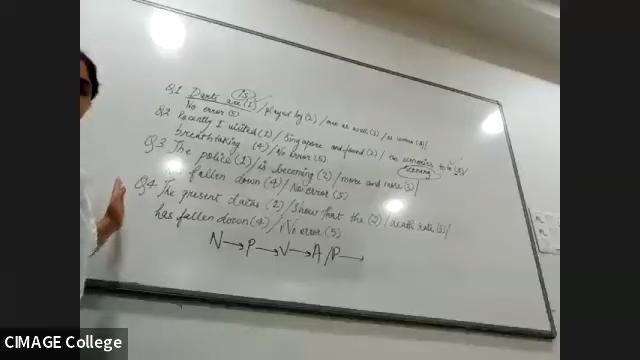 Is
Q1 Darts are (1) / played by (2) / men as well (3) / as women (4) /
No error (5)
Q2 Recently I visited (1) / Singapore and found (2) / the sceneries to be (3) /
breathtaking (4) / No error (5)
scenery
Q3 The police (1) / is becoming (2) / more and more (3) /
fallen down (4) / No error (5)
Q4 The present datas (1) / show that the (2) / death rate (3) /
has fallen down (4) / No error (5)
N → P → V → A / P →
CIMAGE College